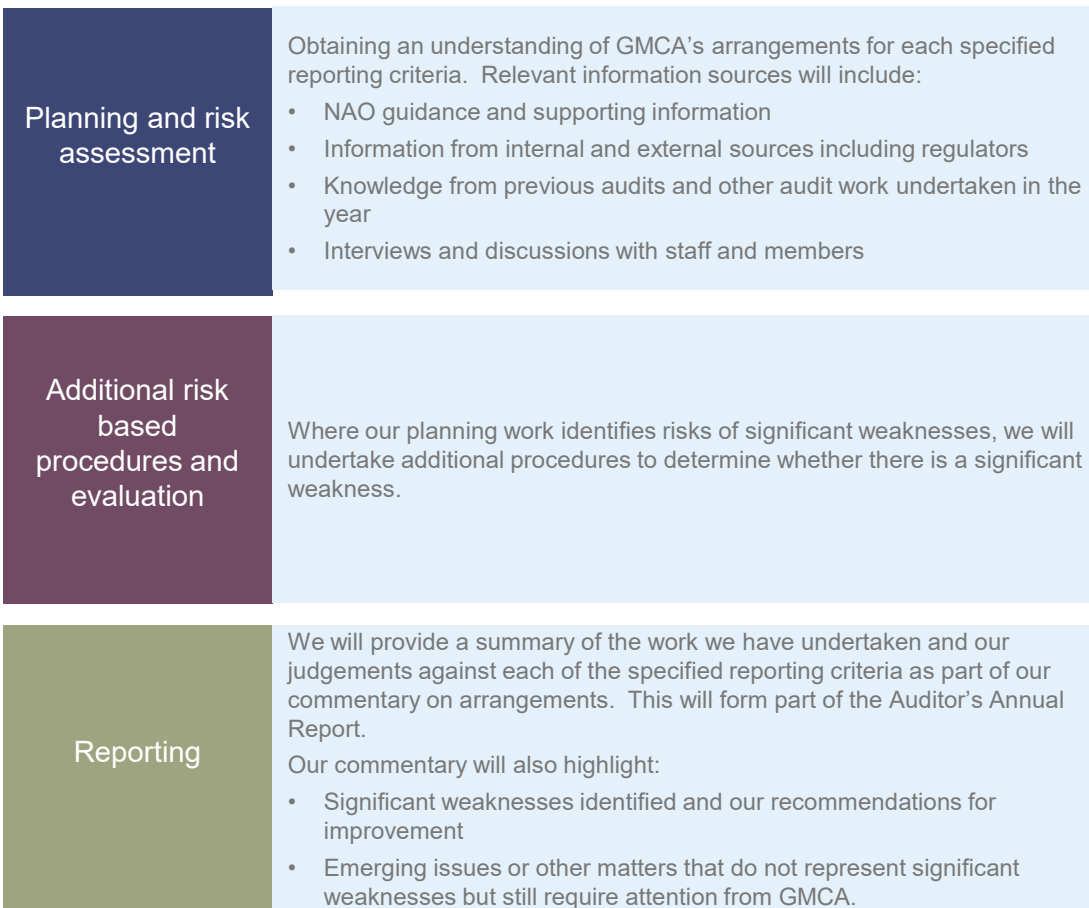 Planning and risk
assessment
Obtaining an understanding of GMCA's arrangements for each specified
reporting criteria.  Relevant information sources will include:
• NAO guidance and supporting information
• Information from internal and external sources including regulators
• Knowledge from previous audits and other audit work undertaken in the
year
• Interviews and discussions with staff and members
Additional risk
based
procedures and
evaluation
Where our planning work identifies risks of significant weaknesses, we will
undertake additional procedures to determine whether there is a significant
weakness.
Reporting
We will provide a summary of the work we have undertaken and our
judgements against each of the specified reporting criteria as part of our
commentary on arrangements.  This will form part of the Auditor's Annual
Report.
Our commentary will also highlight:
• Significant weaknesses identified and our recommendations for
improvement
• Emerging issues or other matters that do not represent significant
weaknesses but still require attention from GMCA.